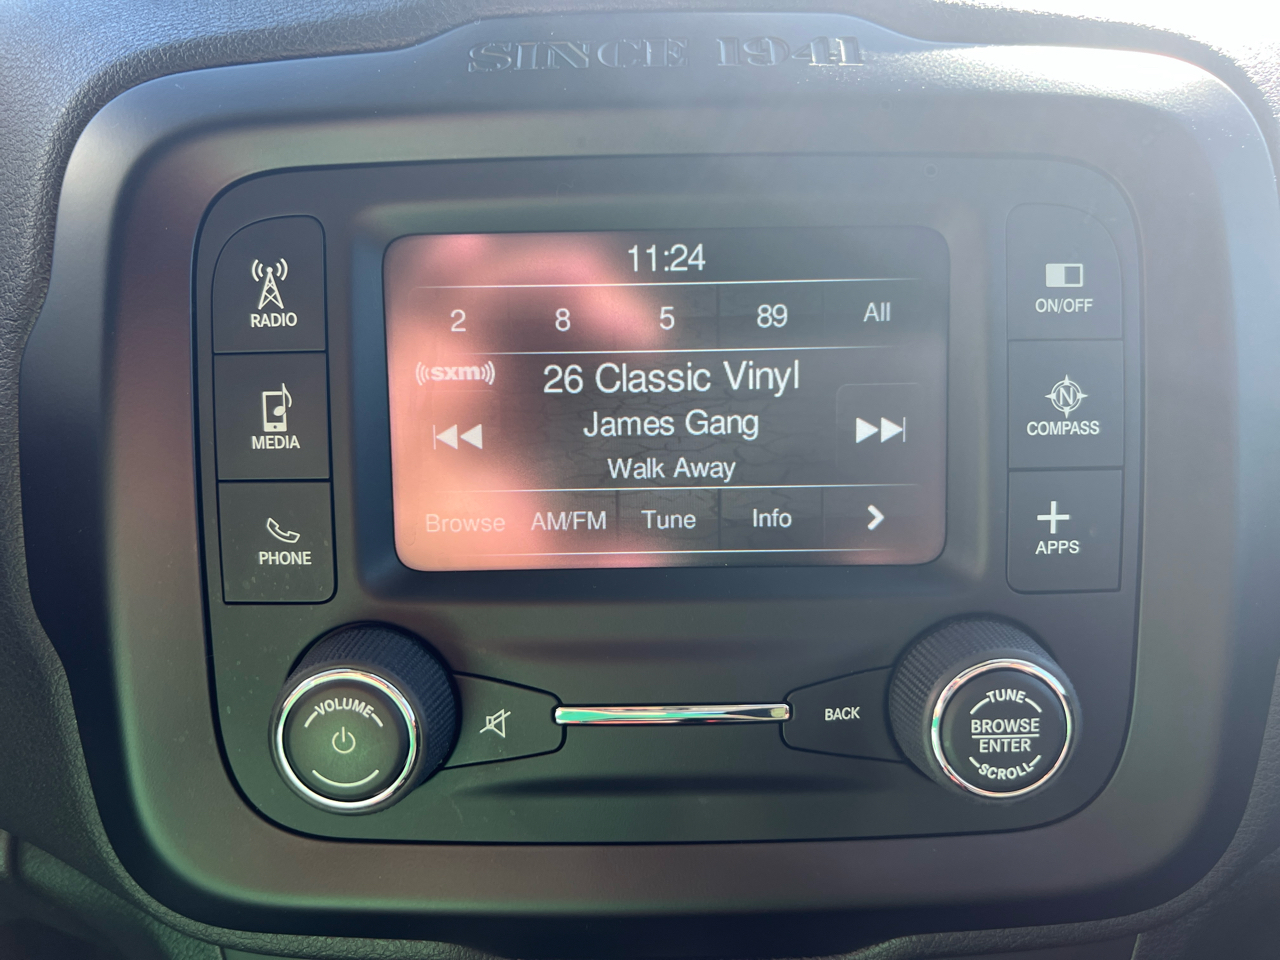 SINCE 1941
11:24
2 8 5 89 All
((sxm)) 26 Classic Vinyl
James Gang
Walk Away
Browse AM/FM Tune Info
RADIO
MEDIA
PHONE
ON/OFF
N
COMPASS
APPS
VOLUME
BACK
TUNE
BROWSE
ENTER
SCROLL